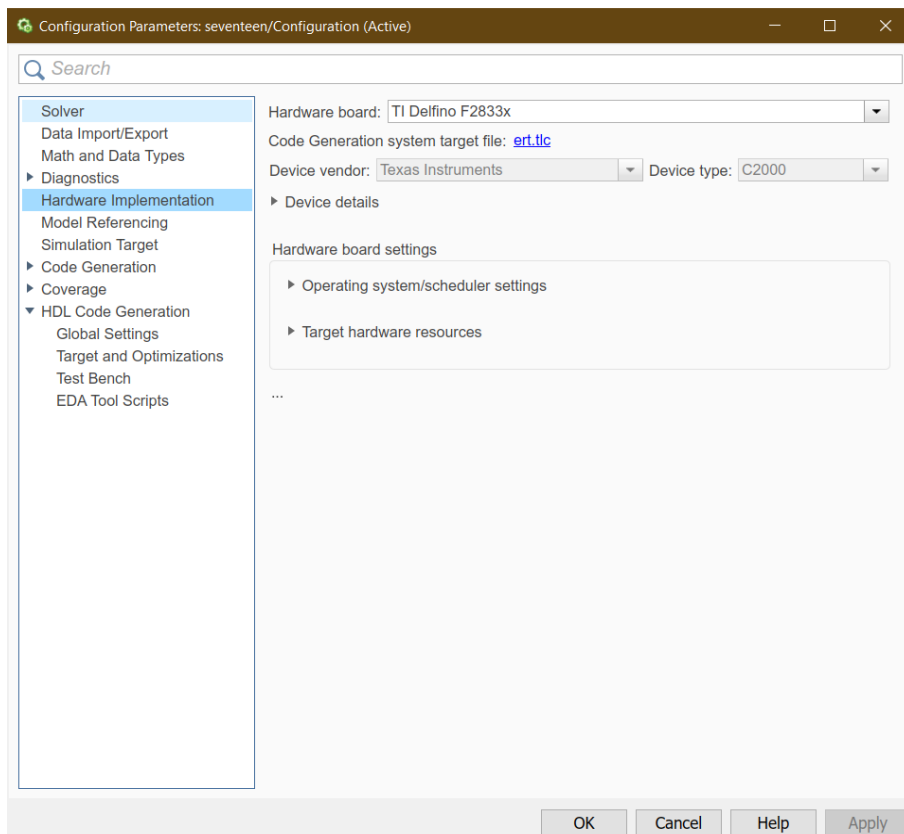 Configuration Parameters: seventeen/Configuration (Active)
Search
Solver
Data Import/Export
Math and Data Types
Diagnostics
Hardware Implementation
Model Referencing
Simulation Target
Code Generation
Coverage
HDL Code Generation
Global Settings
Target and Optimizations
Test Bench
EDA Tool Scripts
Hardware board: TI Delfino F2833x
Code Generation system target file: ert.tlc
Device vendor: Texas Instruments Device type: C2000
Device details
Hardware board settings
Operating system/scheduler settings
Target hardware resources
...
OK Cancel Help Apply